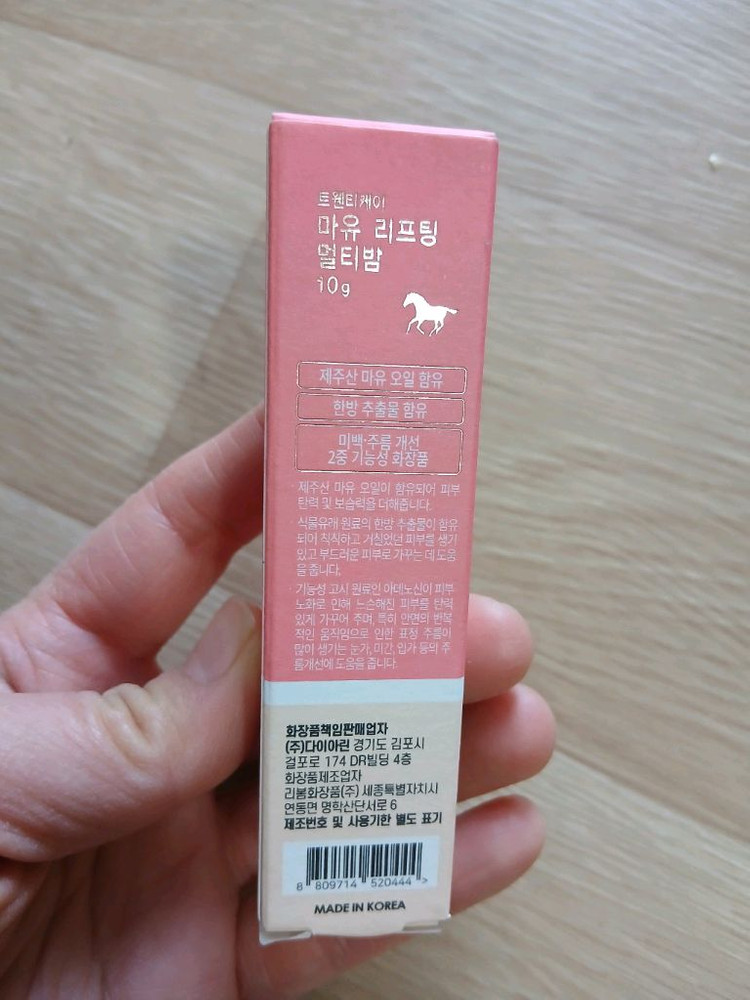 트웬티케이
마유 리프팅
멀티밤
10g
제주산 마유 오일 함유
한방 추출물 함유
미백·주름 개선
2중 기능성 화장품
· 제주산 마유 오일이 함유되어 피부
탄력 및 보습력을 더해줍니다.
· 식물유래 원료의 한방 추출물이 함유
되어 칙칙하고 거칠었던 피부를 생기
있고 부드러운 피부로 가꾸는 데 도움
을 줍니다.
· 기능성 고시 원료인 아데노신이 피부
노화로 인해 느슨해진 피부를 탄력
있게 가꾸어 주며, 특히 안면의 반복
적인 움직임으로 인한 표정 주름이
많이 생기는 눈가, 미간, 입가 등의 주
름개선에 도움을 줍니다.
화장품책임판매업자
(주)다이아린 경기도 김포시
걸포로 174 DR빌딩 4층
화장품제조업자
리봄화장품(주) 세종특별자치시
연동면 명학산단서로 6
제조번호 및 사용기한 별도 표기
8 809714 520444 >
MADE IN KOREA